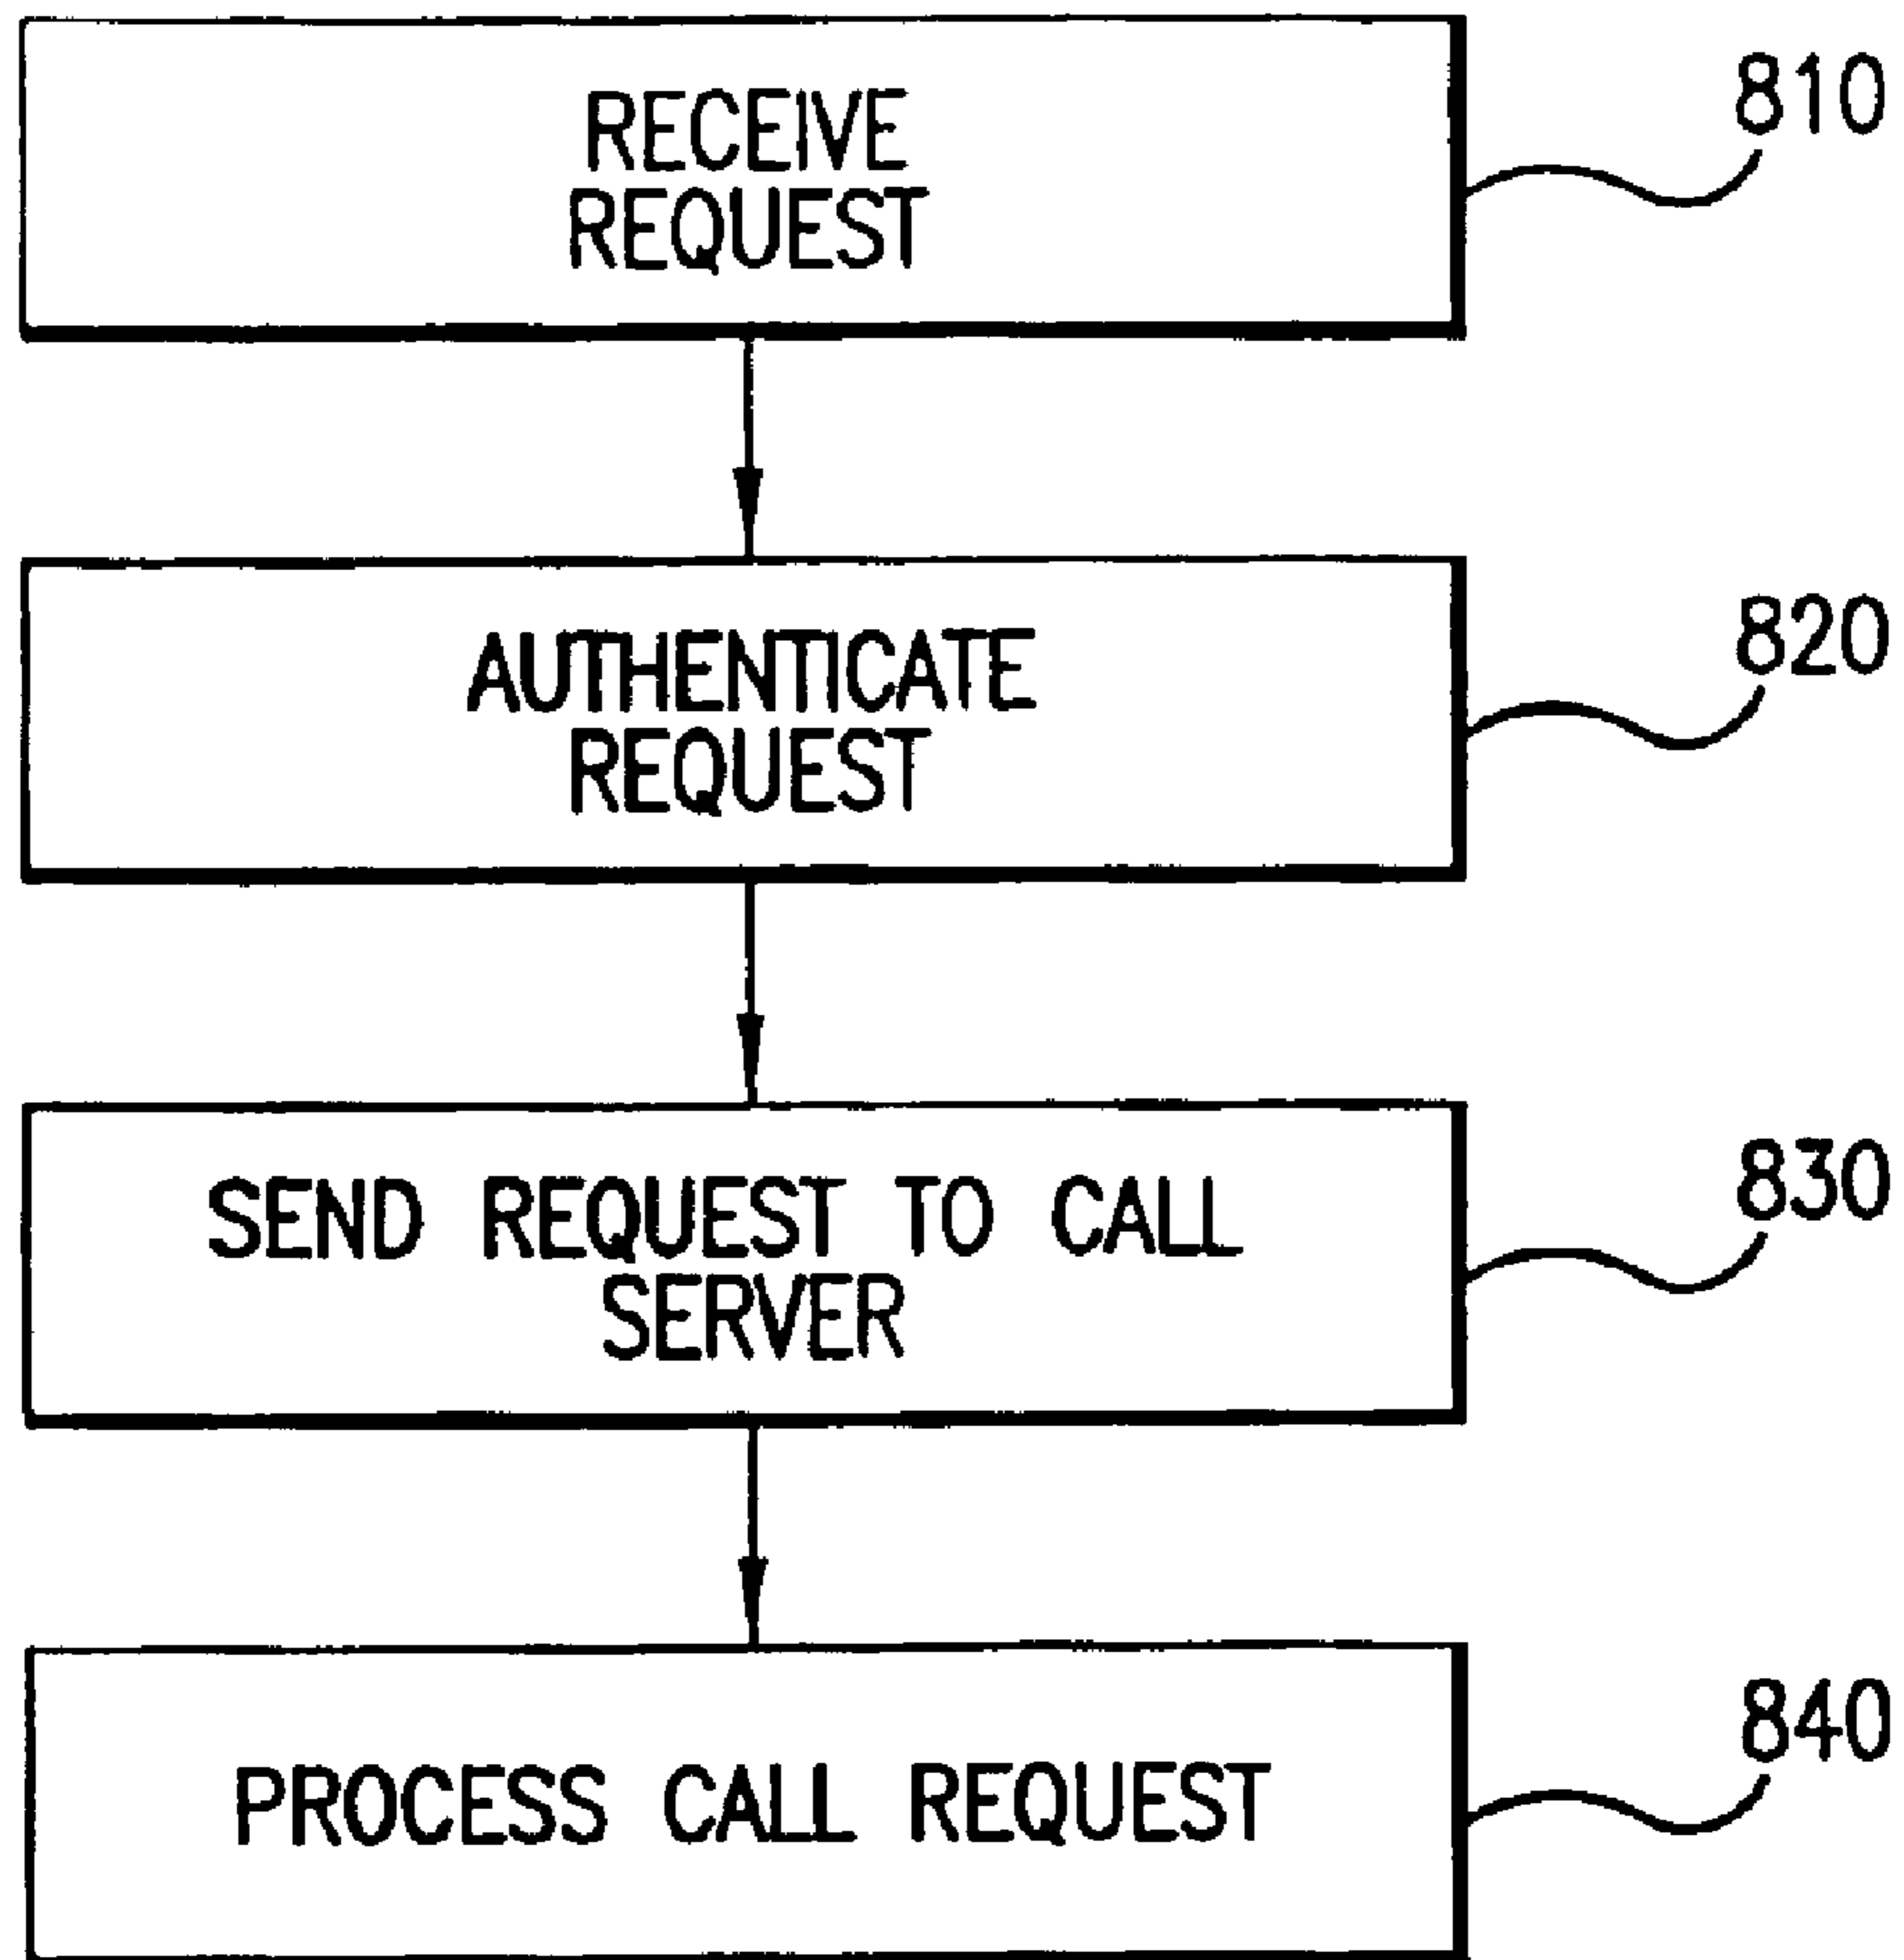 RECEIVE
REQUEST
810
AUTHENTICATE
REQUEST
820
SEND REQUEST TO CALL
SERVER
830
PROCESS CALL REQUEST
840